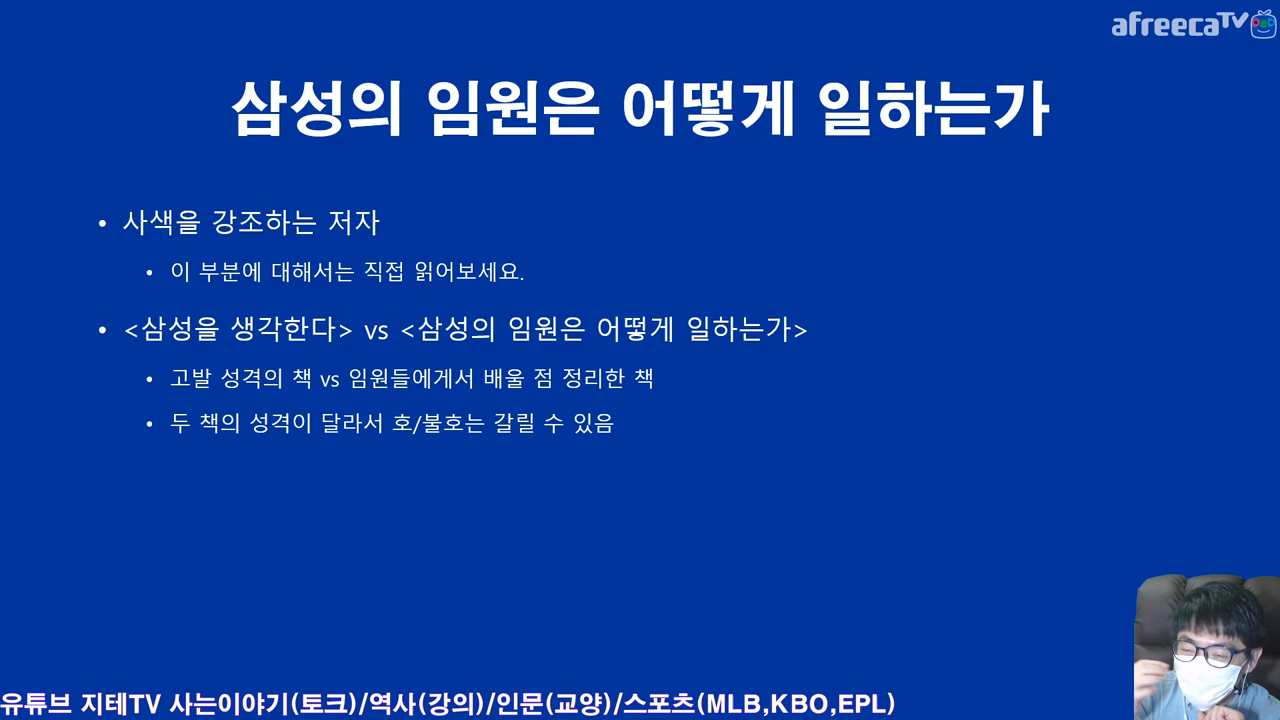 afreecaTV
삼성의 임원은 어떻게 일하는가
• 사색을 강조하는 저자
• 이 부분에 대해서는 직접 읽어보세요.
• <삼성을 생각한다> vs <삼성의 임원은 어떻게 일하는가>
• 고발 성격의 책 vs 임원들에게서 배울 점 정리한 책
• 두 책의 성격이 달라서 호/불호는 갈릴 수 있음
유튜브 지테TV 사는이야기(토크)/역사(강의)/인문(교양)/스포츠(MLB,KBO,EPL)